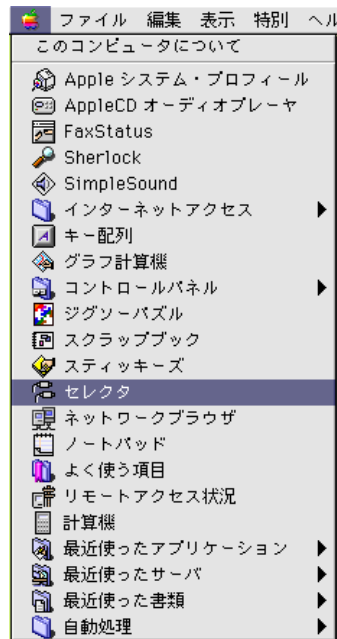 ファイル 編集 表示 特別 ヘル
このコンピュータについて
Apple システム・プロフィール
AppleCD オーディオプレーヤ
FaxStatus
Sherlock
SimpleSound
インターネットアクセス
キー配列
グラフ計算機
コントロールパネル
ジグソーパズル
スクラップブック
スティッキーズ
セレクタ
ネットワークブラウザ
ノートパッド
よく使う項目
リモートアクセス状況
計算機
最近使ったアプリケーション
最近使ったサーバ
最近使った書類
自動処理